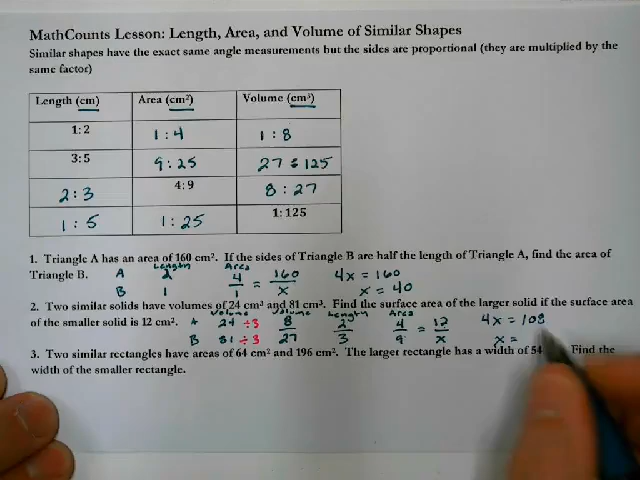 MathCounts Lesson: Length, Area, and Volume of Similar Shapes
Similar shapes have the exact same angle measurements but the sides are proportional (they are multiplied by the
same factor)
Length (cm) Area (cm²) Volume (cm³)
1:2 1:4 1:8
3:5 9:25 27:125
2:3 4:9 8:27
1:5 1:25 1:125
1. Triangle A has an area of 160 cm². If the sides of Triangle B are half the length of Triangle A, find the area of
Triangle B. A Length 2 Area 4/1 = 160/x 4x = 160
B 1 x = 40
2. Two similar solids have volumes of 24 cm³ and 81 cm³. Find the surface area of the larger solid if the surface area
of the smaller solid is 12 cm². Volume Volume Length Area
A 24 ÷3 8/27 2/3 4/9 = 12/x 4x = 108
B 81 ÷3 x =
3. Two similar rectangles have areas of 64 cm² and 196 cm². The larger rectangle has a width of 54 Find the
width of the smaller rectangle.